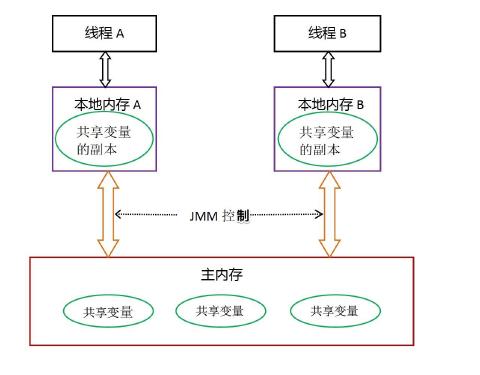 线程 A
线程 B
本地内存 A
本地内存 B
共享变量
的副本
共享变量
的副本
JMM 控制
主内存
共享变量
共享变量
共享变量